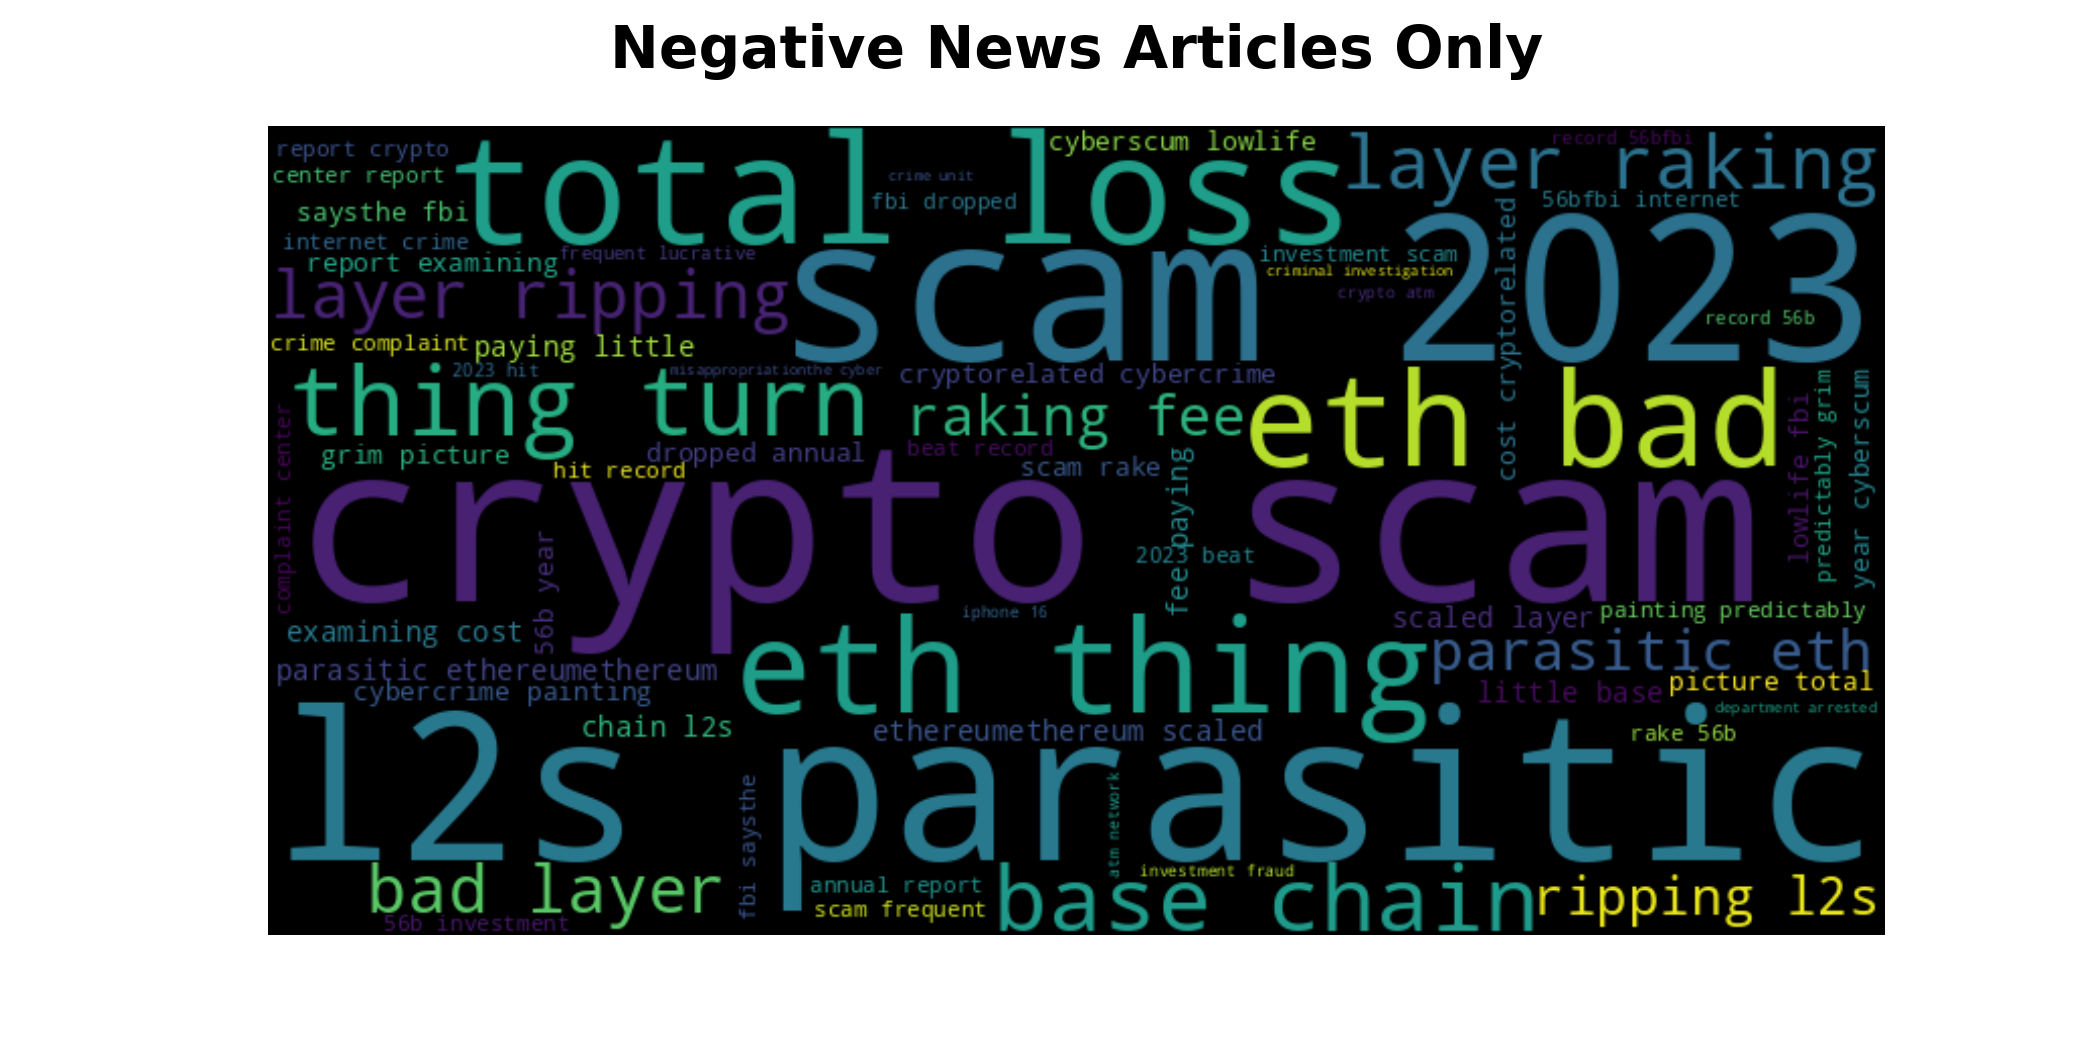 Negative News Articles Only
report crypto
center report
saysthe fbi
total loss
crime unit
fbi dropped
cyberscum lowlife
layer raking
record 56bfbi
56bfbi internet
internet crime
report examining
frequent lucrative
layer ripping
scam 2023
investment scam
criminal investigation
crypto atm
cost cryptorelated
record 56b
crime complaint
paying little
2023 hit
misappropriationthe cyber
cryptorelated cybercrime
thing turn
raking fee
eth bad
lowlife fbi
predictably grim
year cyberscum
complaint center
grim picture
hit record
dropped annual
beat record
scam rake
fee paying
crypto scam
56b year
2023 beat
iphone 16
examining cost
eth thing
scaled layer
painting predictably
parasitic eth
parasitic ethereumethereum
cybercrime painting
little base
picture total
department arrested
chain l2s
ethereumethereum scaled
rake 56b
l2s parasitic
fbi saysthe
atm network
bad layer
56b investment
annual report
scam frequent
investment fraud
base chain
ripping l2s